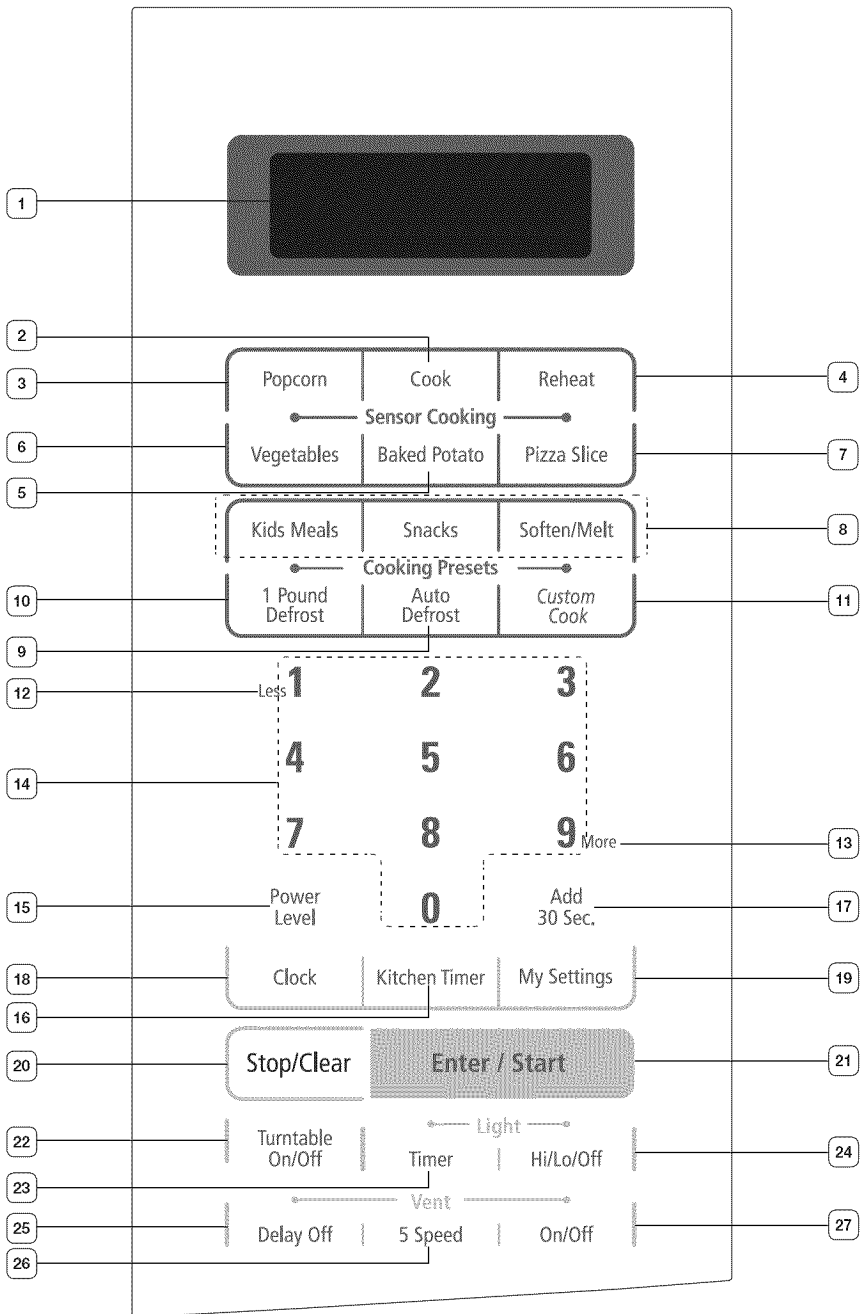 1
2
3 Popcorn Cook Reheat 4
Sensor Cooking
6 Vegetables Baked Potato Pizza Slice 7
5
Kids Meals Snacks Soften/Melt 8
Cooking Presets
10 1 Pound Defrost Auto Defrost Custom Cook 11
9
12 Less 1 2 3
14 4 5 6
7 8 9 More 13
15 Power Level 0 Add 30 Sec. 17
18 Clock Kitchen Timer My Settings 19
16
20 Stop/Clear Enter / Start 21
Light
22 Turntable On/Off Timer Hi/Lo/Off 24
23
Vent
25 Delay Off 5 Speed On/Off 27
26